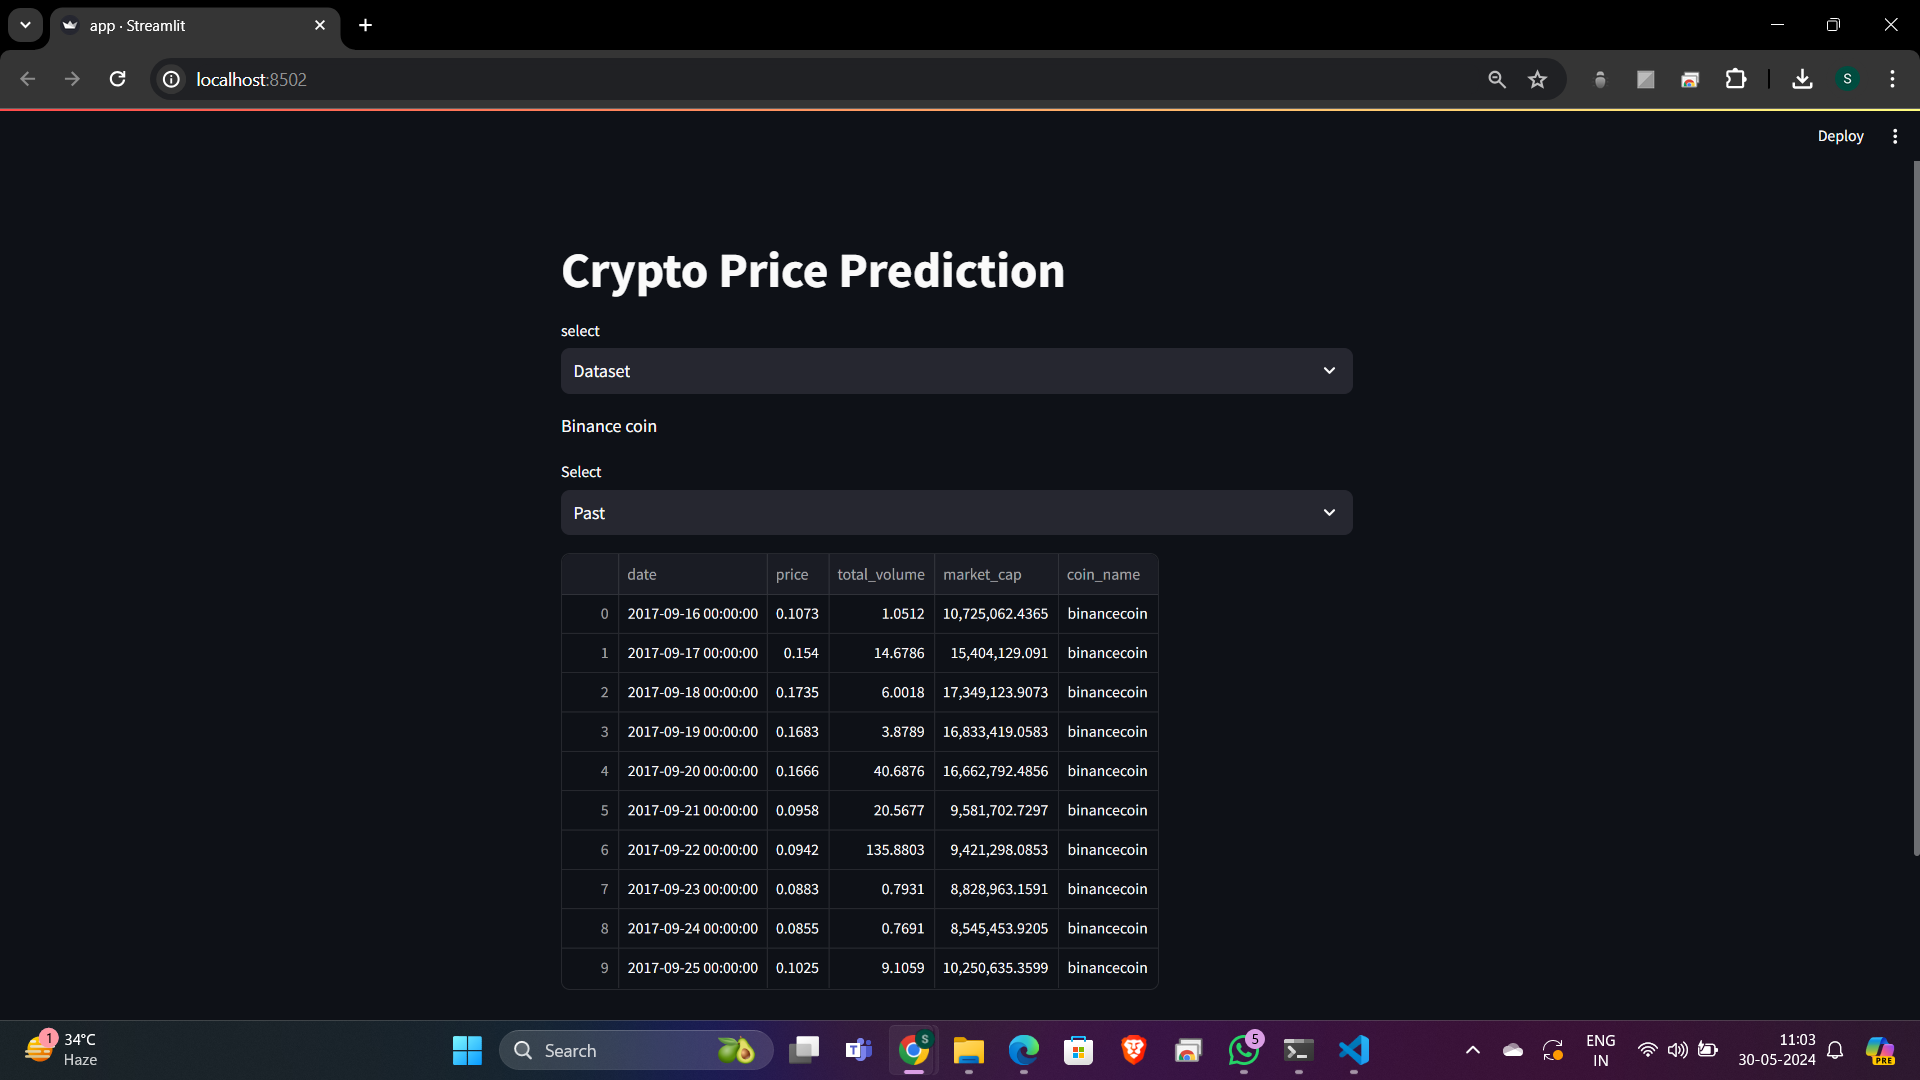 app · Streamlit
localhost:8502
S
Deploy
Crypto Price Prediction
select
Dataset
Binance coin
Select
Past
date price total_volume market_cap coin_name
0 2017-09-16 00:00:00 0.1073 1.0512 10,725,062.4365 binancecoin
1 2017-09-17 00:00:00 0.154 14.6786 15,404,129.091 binancecoin
2 2017-09-18 00:00:00 0.1735 6.0018 17,349,123.9073 binancecoin
3 2017-09-19 00:00:00 0.1683 3.8789 16,833,419.0583 binancecoin
4 2017-09-20 00:00:00 0.1666 40.6876 16,662,792.4856 binancecoin
5 2017-09-21 00:00:00 0.0958 20.5677 9,581,702.7297 binancecoin
6 2017-09-22 00:00:00 0.0942 135.8803 9,421,298.0853 binancecoin
7 2017-09-23 00:00:00 0.0883 0.7931 8,828,963.1591 binancecoin
8 2017-09-24 00:00:00 0.0855 0.7691 8,545,453.9205 binancecoin
9 2017-09-25 00:00:00 0.1025 9.1059 10,250,635.3599 binancecoin
1
34°C
Haze
Search
S
5
ENG
IN
11:03
30-05-2024
PRE